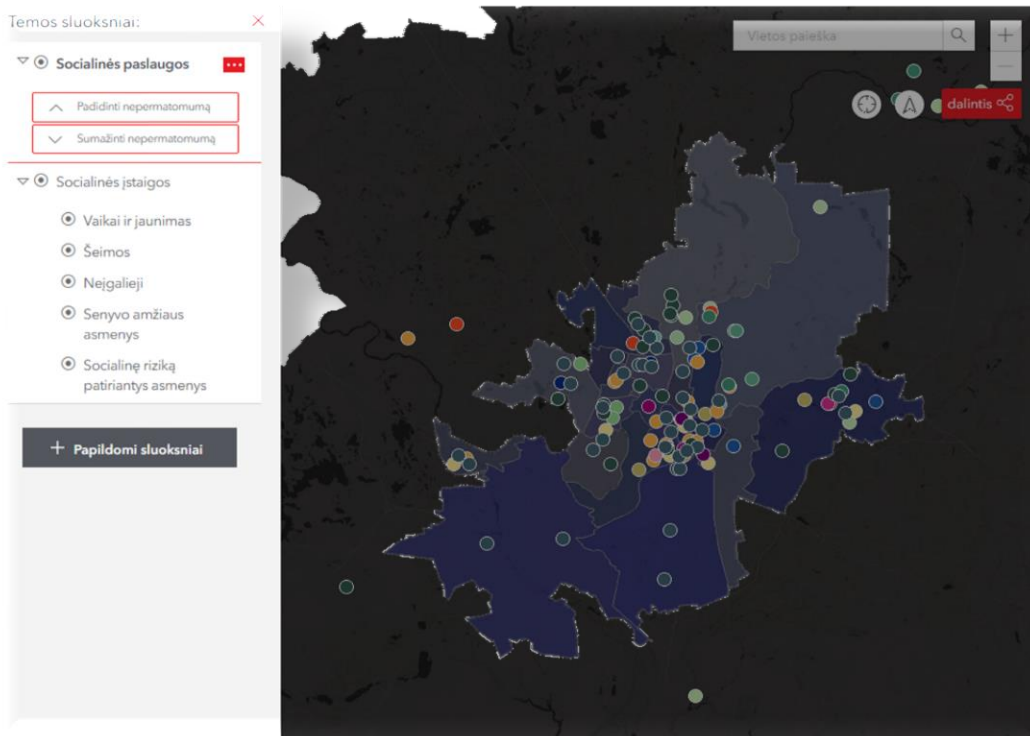 Temos sluoksniai:
Socialinės paslaugos
Padidinti nepermatomumą
Sumažinti nepermatomumą
Socialinės įstaigos
Vaikai ir jaunimas
Šeimos
Neįgalieji
Senyvo amžiaus
asmenys
Socialinę riziką
patiriantys asmenys
+ Papildomi sluoksniai
Vietos paieška
dalintis